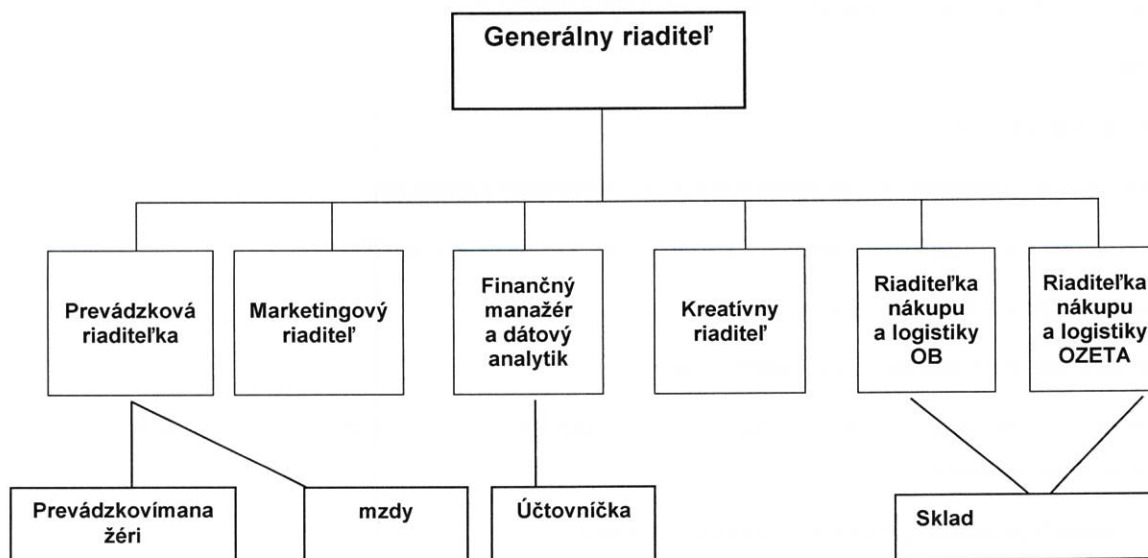 Generálny riaditeľ
Prevádzková
riaditeľka
Marketingový
riaditeľ
Finančný
manažér
a dátový
analytik
Kreatívny
riaditeľ
Riaditeľka
nákupu
a logistiky
OB
Riaditeľka
nákupu
a logistiky
OZETA
Prevádzkovímana
žéri
mzdy
Účtovníčka
Sklad